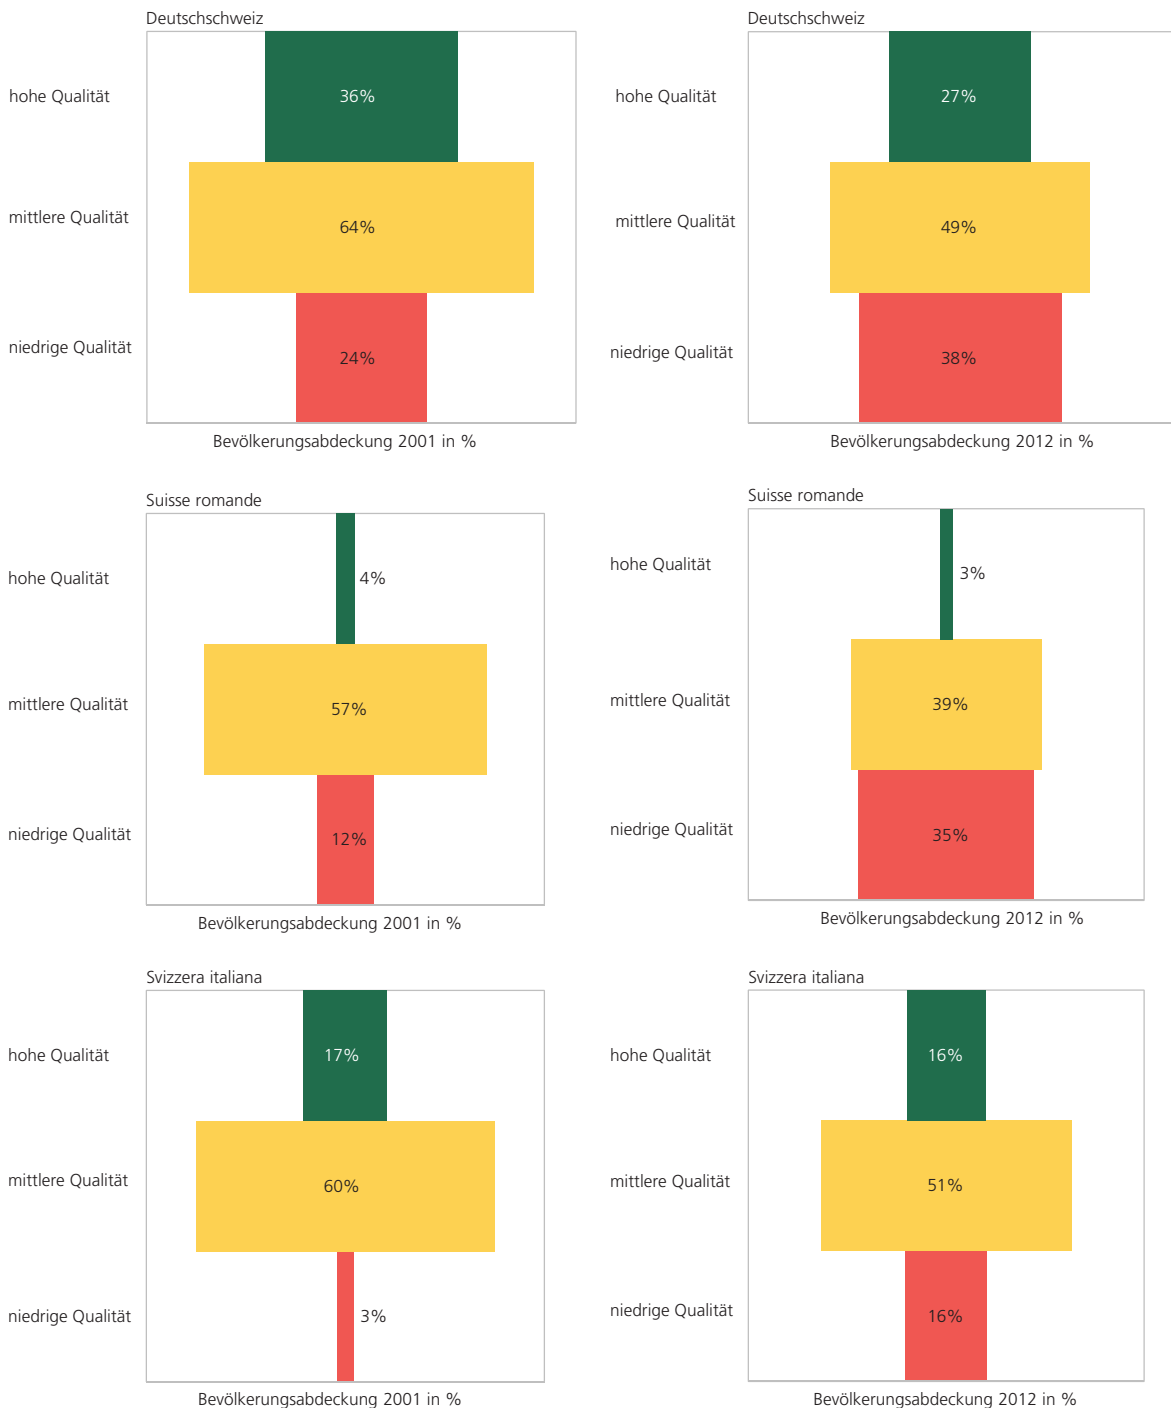 Deutschschweiz
hohe Qualität
36%
mittlere Qualität
64%
niedrige Qualität
24%
Bevölkerungsabdeckung 2001 in %
Deutschschweiz
hohe Qualität
27%
mittlere Qualität
49%
niedrige Qualität
38%
Bevölkerungsabdeckung 2012 in %
Suisse romande
hohe Qualität
4%
mittlere Qualität
57%
niedrige Qualität
12%
Bevölkerungsabdeckung 2001 in %
Suisse romande
hohe Qualität
3%
mittlere Qualität
39%
niedrige Qualität
35%
Bevölkerungsabdeckung 2012 in %
Svizzera italiana
hohe Qualität
17%
mittlere Qualität
60%
niedrige Qualität
3%
Bevölkerungsabdeckung 2001 in %
Svizzera italiana
hohe Qualität
16%
mittlere Qualität
51%
niedrige Qualität
16%
Bevölkerungsabdeckung 2012 in %